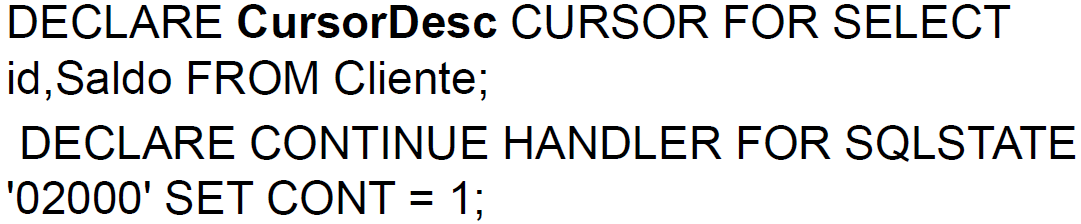 DECLARE CursorDesc CURSOR FOR SELECT
id,Saldo FROM Cliente;
DECLARE CONTINUE HANDLER FOR SQLSTATE
'02000' SET CONT = 1;